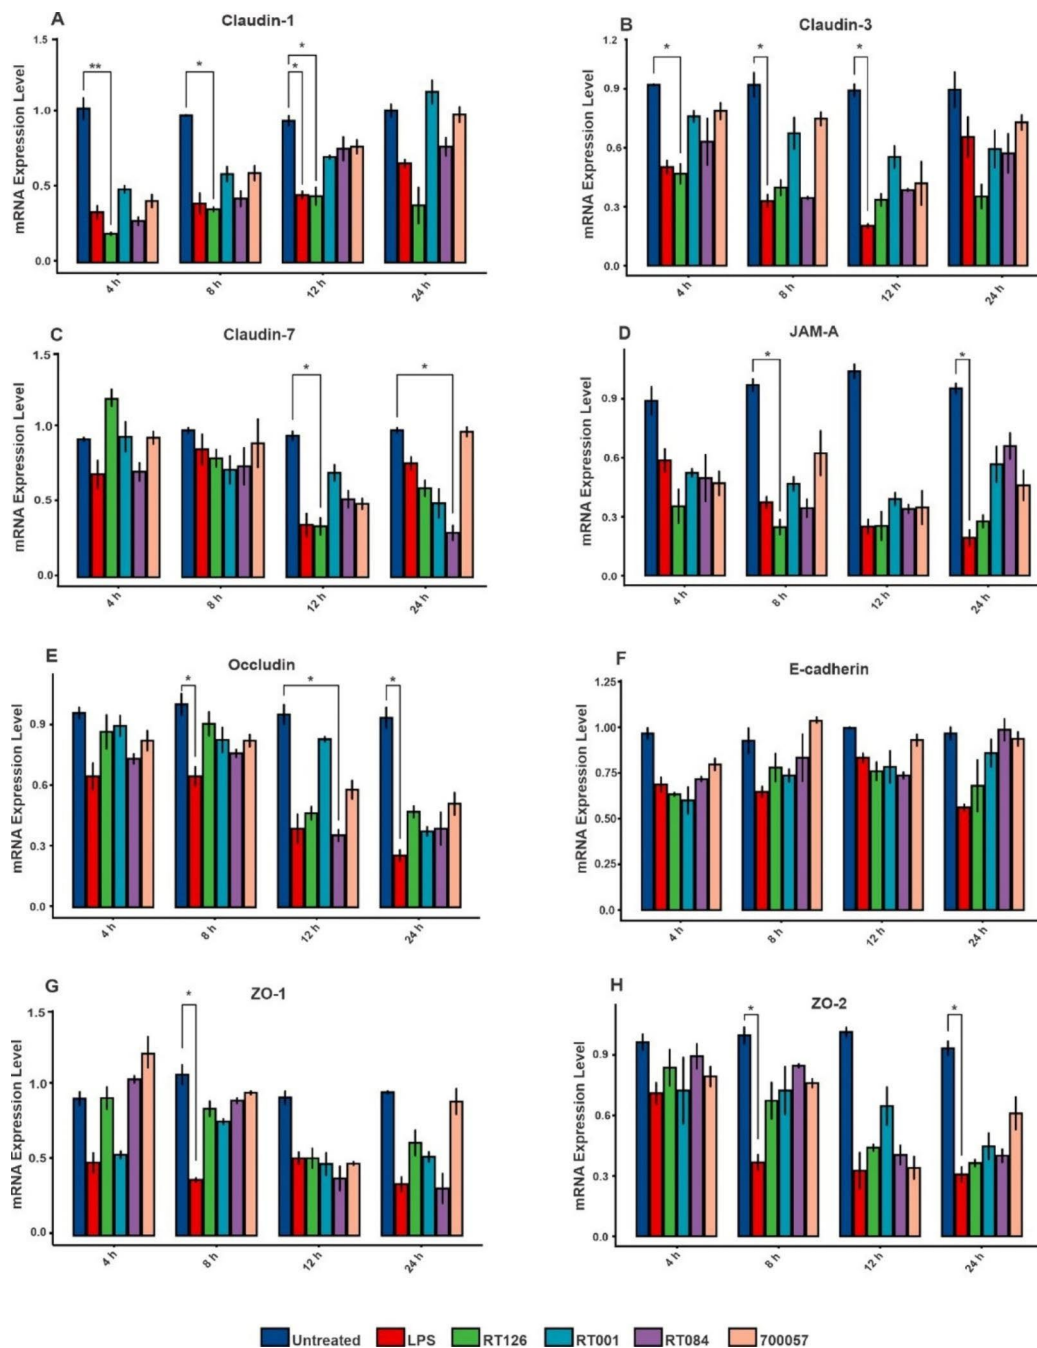 A
Claudin-1
mRNA Expression Level
1.5
1.0
0.5
0.0
**
*
*
*
4 h
8 h
12 h
24 h
B
Claudin-3
mRNA Expression Level
1.2
0.9
0.6
0.3
0.0
*
*
*
4 h
8 h
12 h
24 h
C
Claudin-7
mRNA Expression Level
1.5
1.0
0.5
0.0
*
*
4 h
8 h
12 h
24 h
D
JAM-A
mRNA Expression Level
0.9
0.6
0.3
0.0
*
*
4 h
8 h
12 h
24 h
E
Occludin
mRNA Expression Level
0.9
0.6
0.3
0.0
*
*
*
4 h
8 h
12 h
24 h
F
E-cadherin
mRNA Expression Level
1.25
1.00
0.75
0.50
0.25
0.0
4 h
8 h
12 h
24 h
G
ZO-1
mRNA Expression Level
1.5
1.0
0.5
0.0
*
4 h
8 h
12 h
24 h
H
ZO-2
mRNA Expression Level
0.9
0.6
0.3
0.0
*
*
4 h
8 h
12 h
24 h
Untreated LPS RT126 RT001 RT084 700057